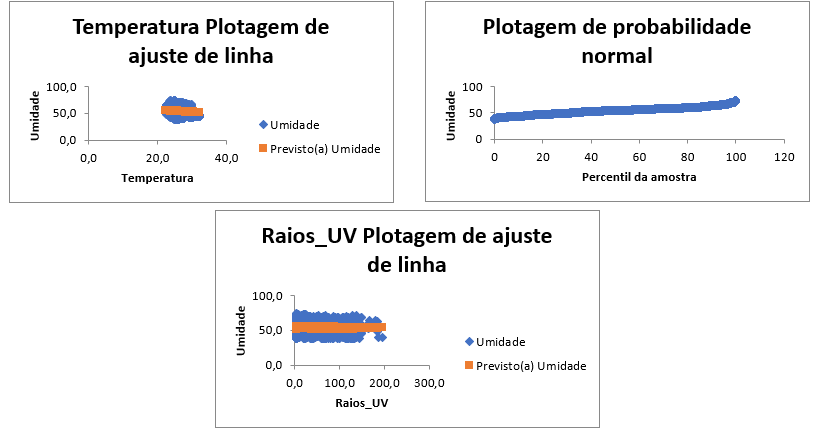 Temperatura Plotagem de
ajuste de linha
100,0
50,0
0,0
Umidade
0,0 20,0 40,0
Temperatura
Umidade
Previsto(a) Umidade
Plotagem de probabilidade
normal
100
50
0
Umidade
0 20 40 60 80 100 120
Percentil da amostra
Raios_UV Plotagem de ajuste
de linha
100,0
50,0
0,0
Umidade
0,0 100,0 200,0 300,0
Raios_UV
Umidade
Previsto(a) Umidade